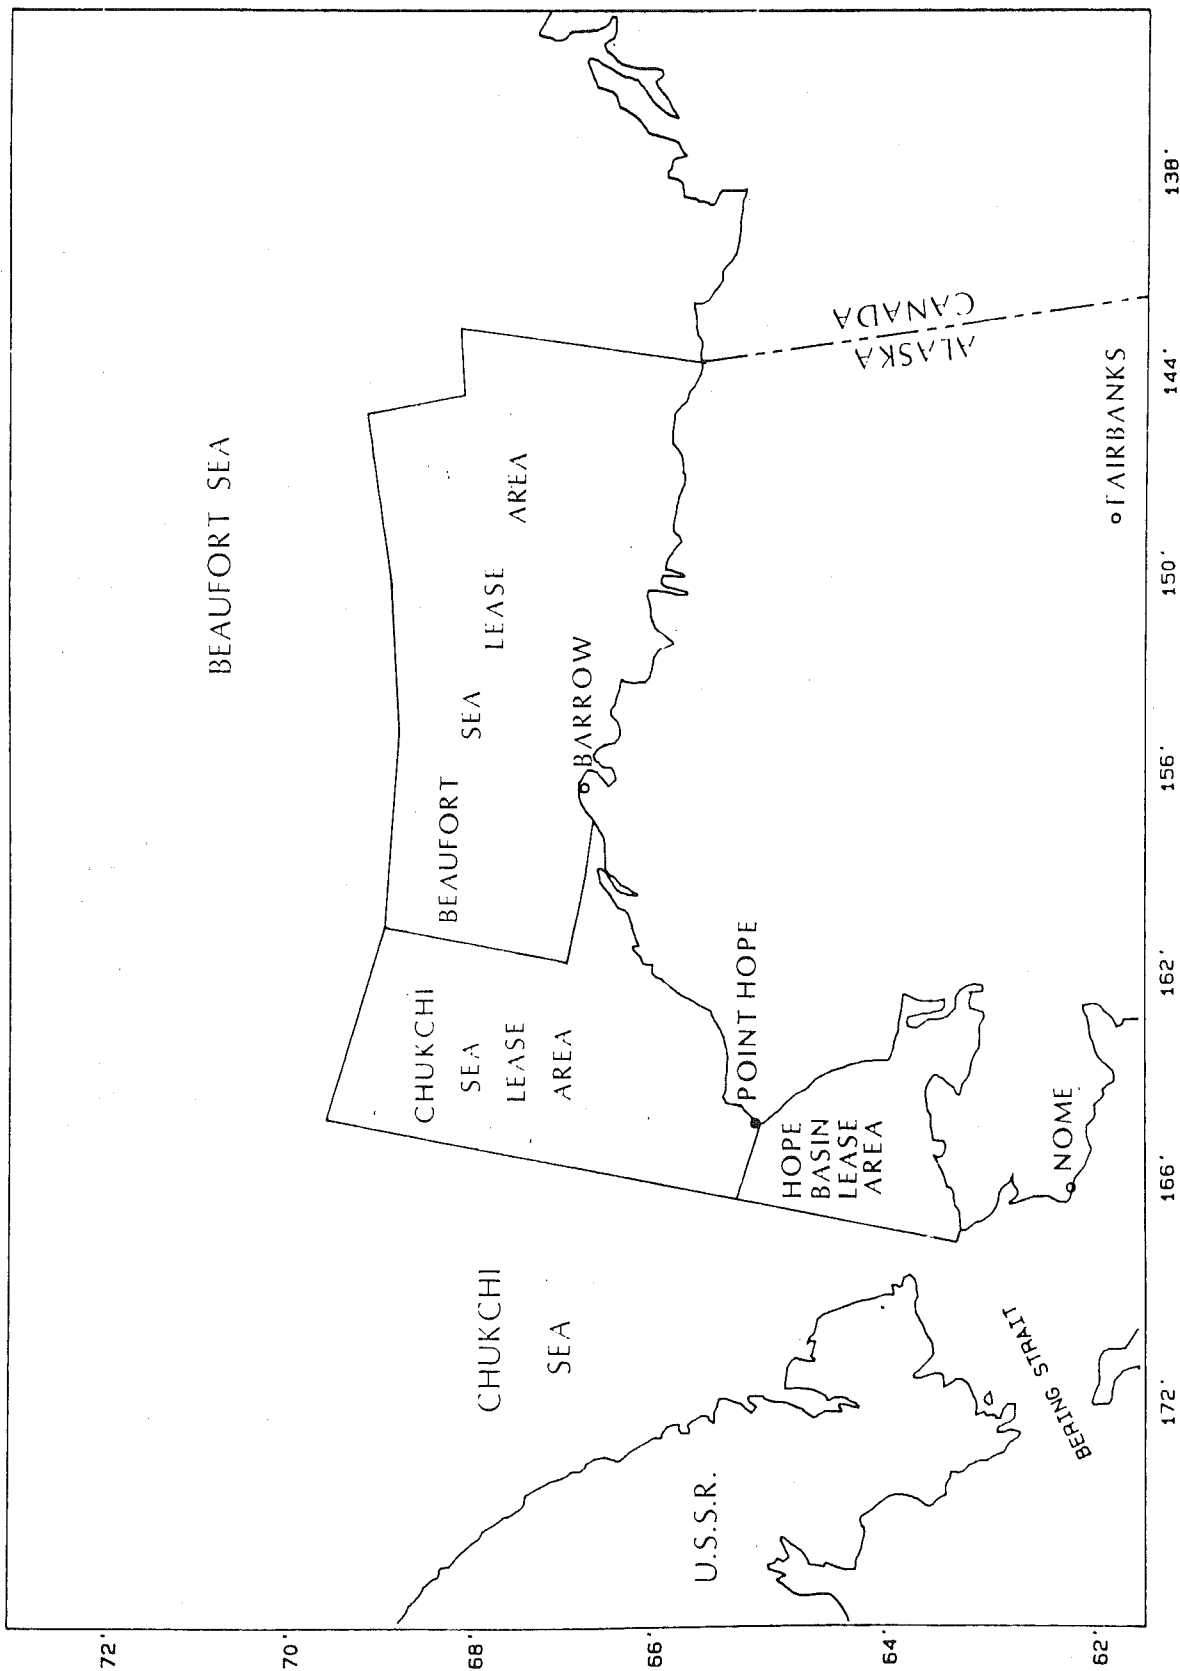 BEAUFORT SEA
CHUKCHI
SEA
CHUKCHI
SEA
LEASE
AREA
BEAUFORT
SEA
LEASE
AREA
BARROW
POINT HOPE
HOPE
BASIN
LEASE
AREA
NOME
ALASKA
CANADA
FAIRBANKS
U.S.S.R.
BERING STRAIT
72'
70'
68'
66'
64'
62'
172'
166'
162'
156'
150'
144'
138'